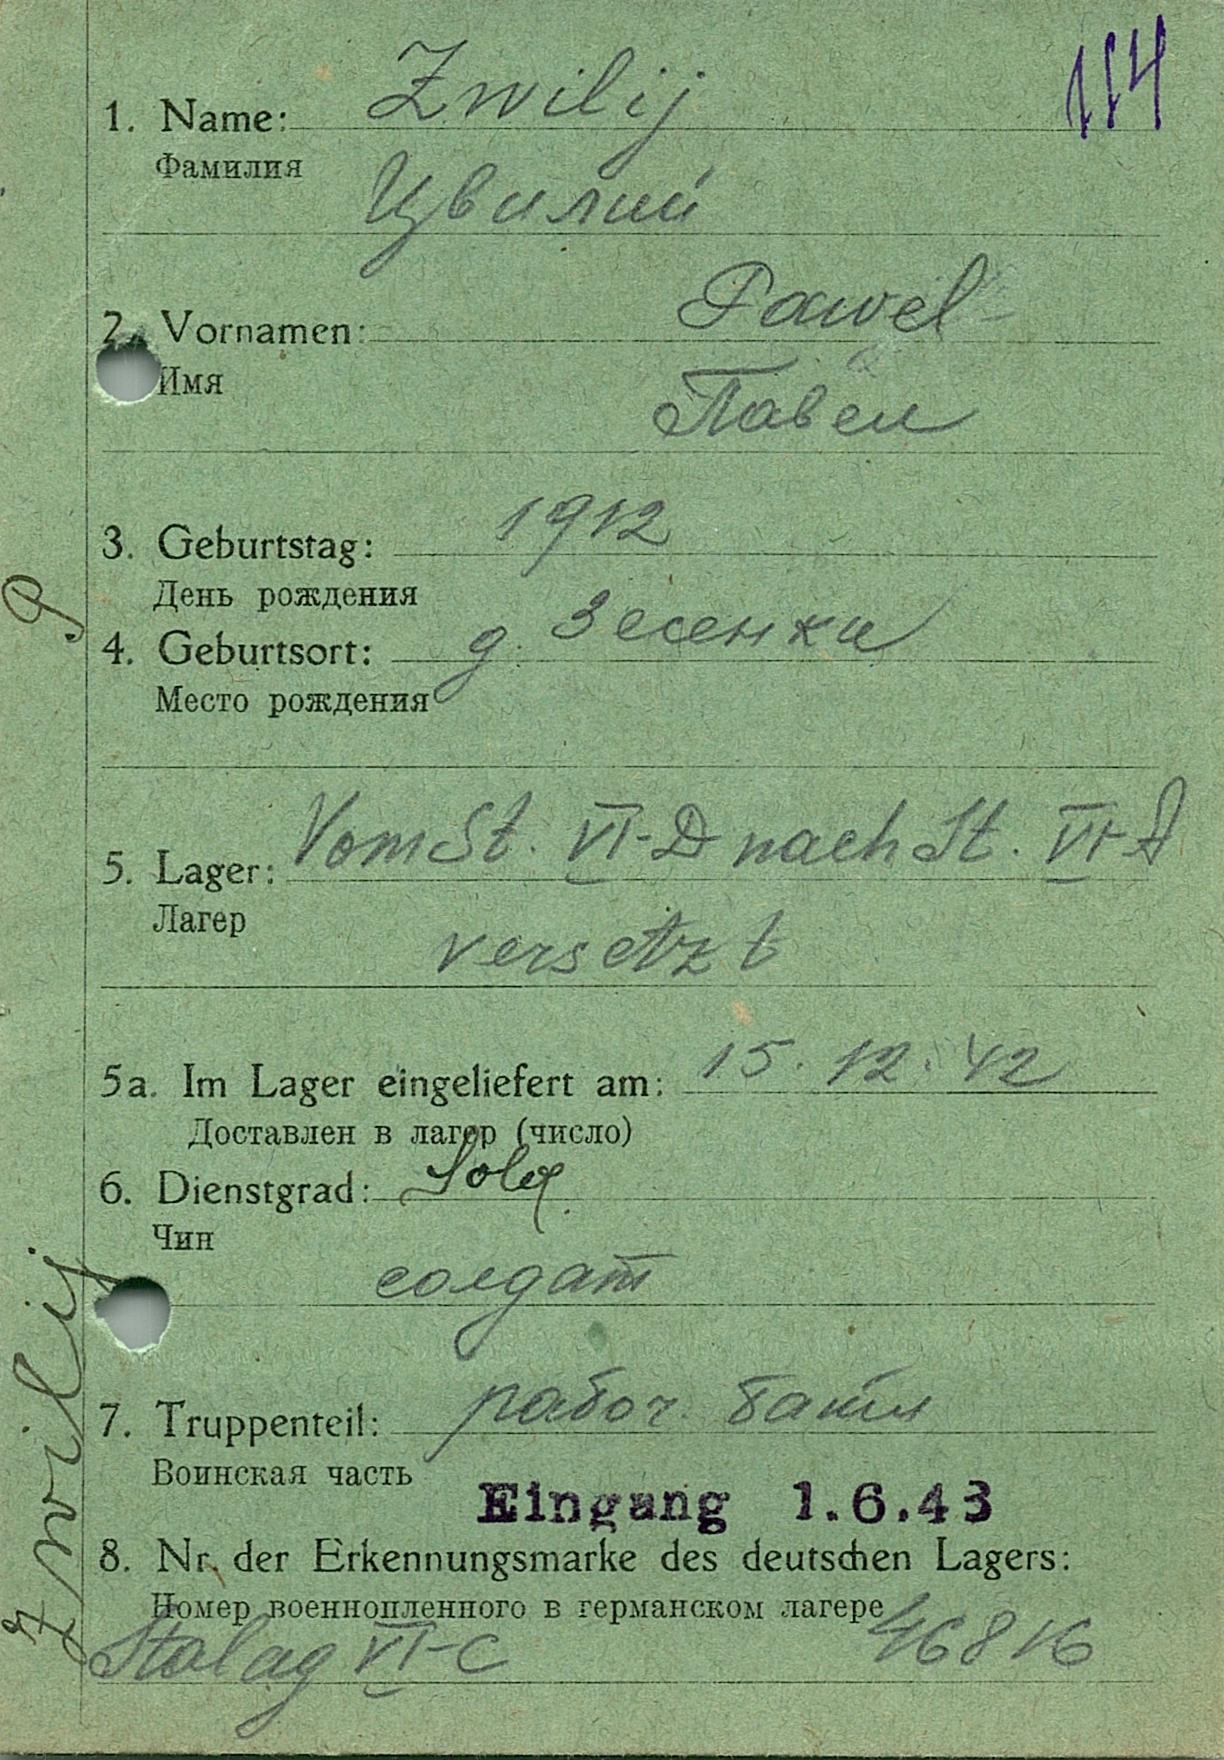 114
1. Name: Zwilij
Фамилия
Цвилий
2. Vornamen: Pawel
Имя
Павел
3. Geburtstag: 1912
День рождения
4. Geburtsort: д. Зесенки
Место рождения
5. Lager: Vom St. VI-D nach St. VI-A
Лагер
versetzt
5a. Im Lager eingeliefert am: 15.12.42
Доставлен в лагер (число)
6. Dienstgrad: Sold.
Чин
солдат
7. Truppenteil: рабоч. батл
Воинская часть
Eingang 1.6.43
8. Nr. der Erkennungsmarke des deutschen Lagers:
Номер военнопленного в германском лагере
Stalag VI-C 46816
Zwilij